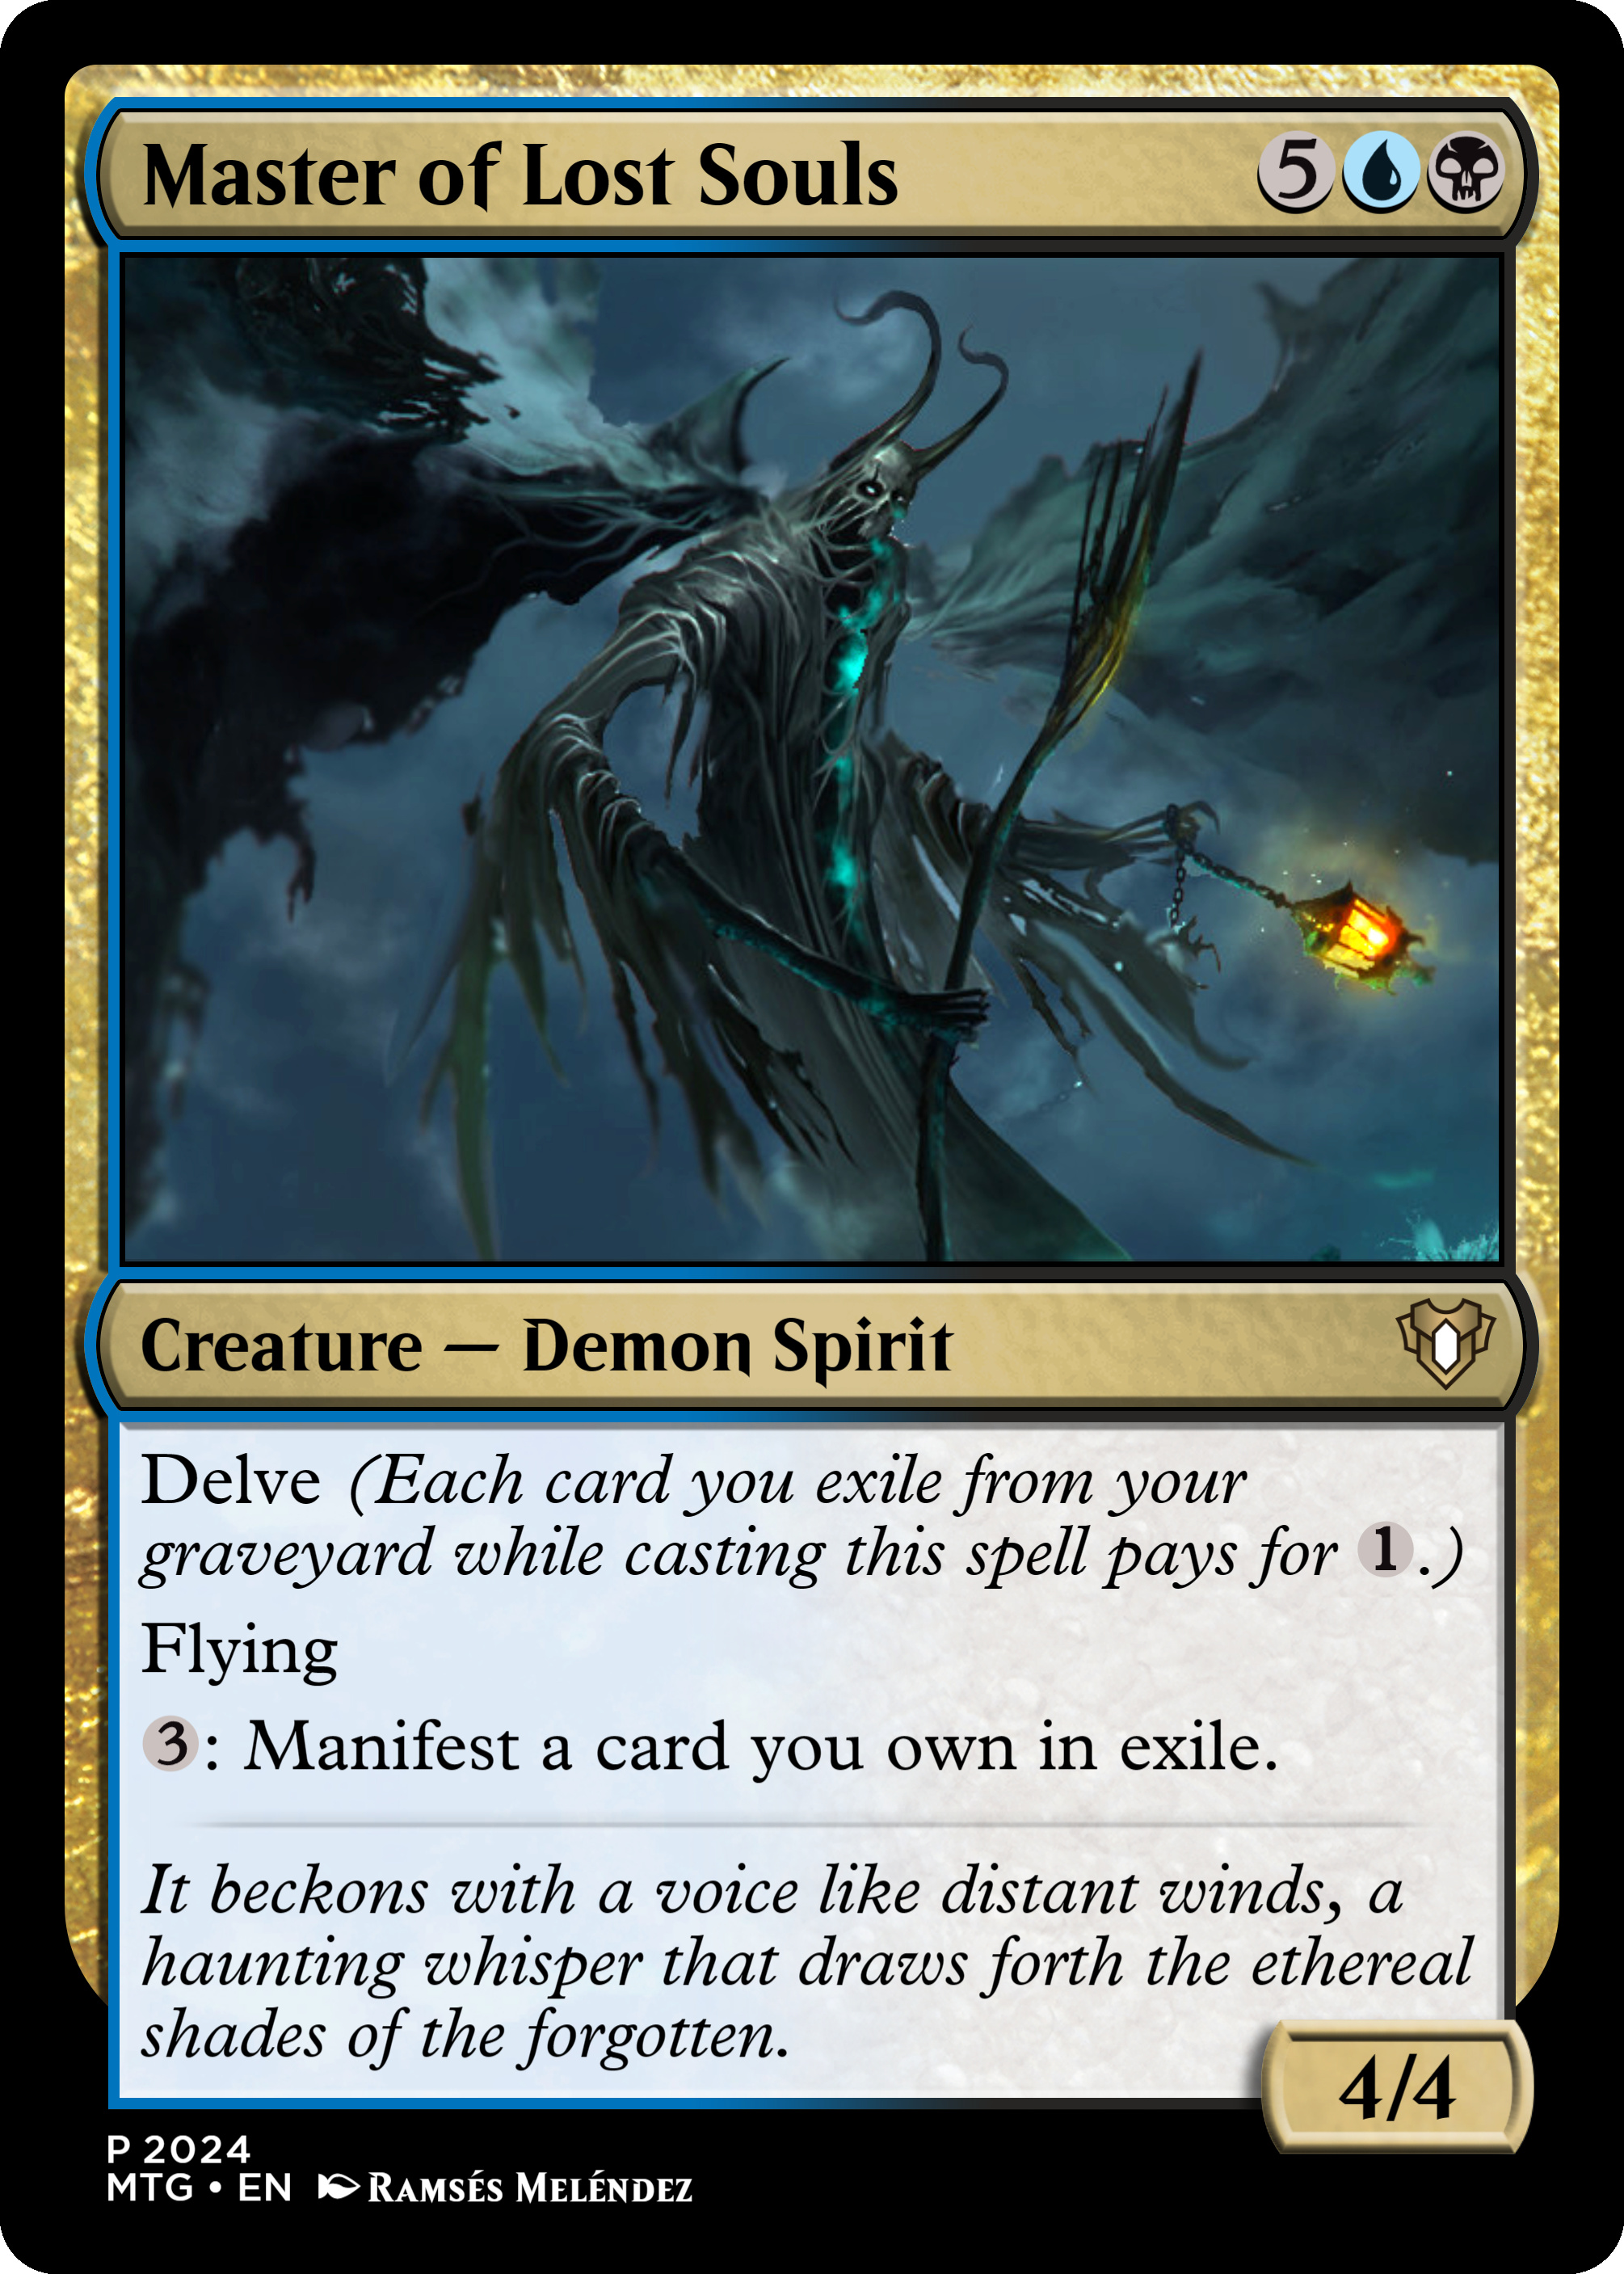 Master of Lost Souls 5
Creature — Demon Spirit
Delve (Each card you exile from your
graveyard while casting this spell pays for 1.)
Flying
3: Manifest a card you own in exile.
It beckons with a voice like distant winds, a
haunting whisper that draws forth the ethereal
shades of the forgotten.
4/4
P 2024
MTG • EN Ramsés Meléndez